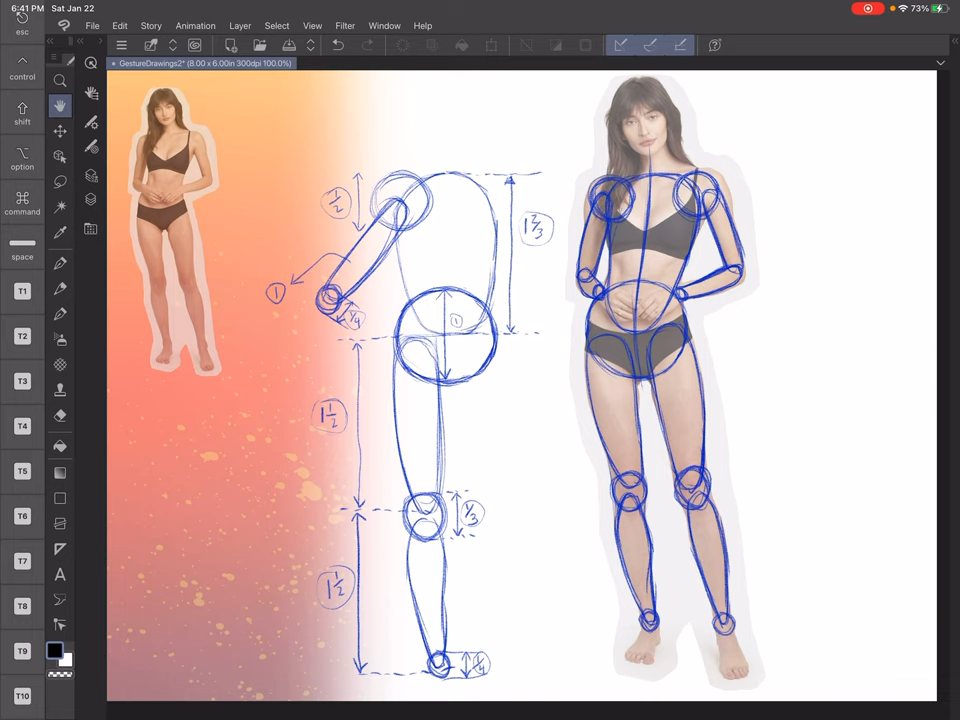 6:41 PM Sat Jan 22
73%
esc
File Edit Story Animation Layer Select View Filter Window Help
control
GestureDrawings2* (8.00 x 6.00in 300dpi 100.0%)
shift
option
command
space
T1
T2
T3
T4
T5
T6
T7
T8
T9
T10
A
1/2
1 2/3
1
1/4
1
1 1/2
1/3
1 1/2
1/4